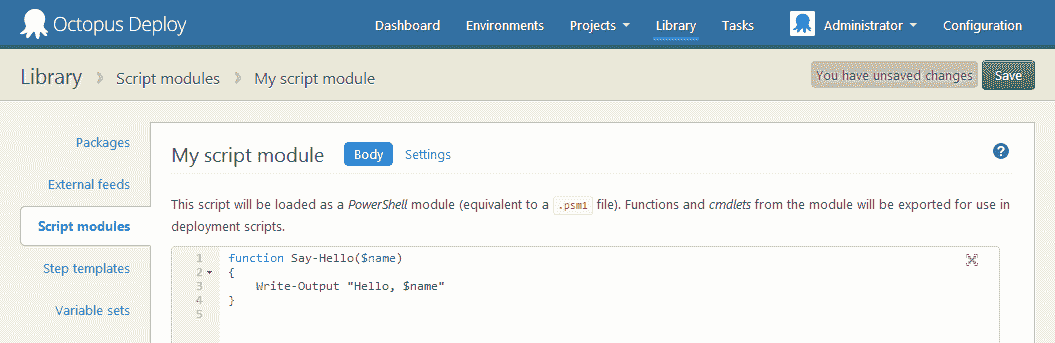 Octopus Deploy
Dashboard Environments Projects Library Tasks Administrator Configuration
Library Script modules My script module
You have unsaved changes Save
Packages
External feeds
Script modules
Step templates
Variable sets
My script module Body Settings ?
This script will be loaded as a PowerShell module (equivalent to a .psm1 file). Functions and cmdlets from the module will be exported for use in
deployment scripts.
1 function Say-Hello($name)
2 {
3 Write-Output "Hello, $name"
4 }
5